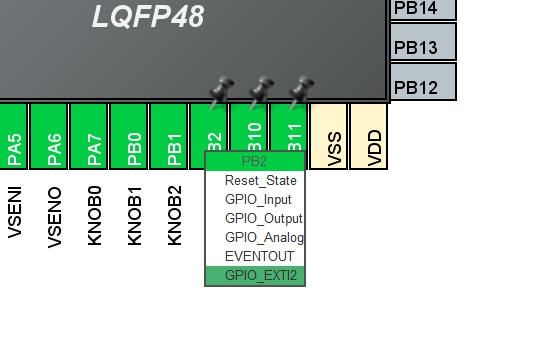 LQFP48
PB14
PB13
PB12
PA5
PA6
PA7
PB0
PB1
B2
B10
B11
VSS
VDD
VSENI
VSENO
KNOB0
KNOB1
KNOB2
PB2
Reset_State
GPIO_Input
GPIO_Output
GPIO_Analog
EVENTOUT
GPIO_EXTI2